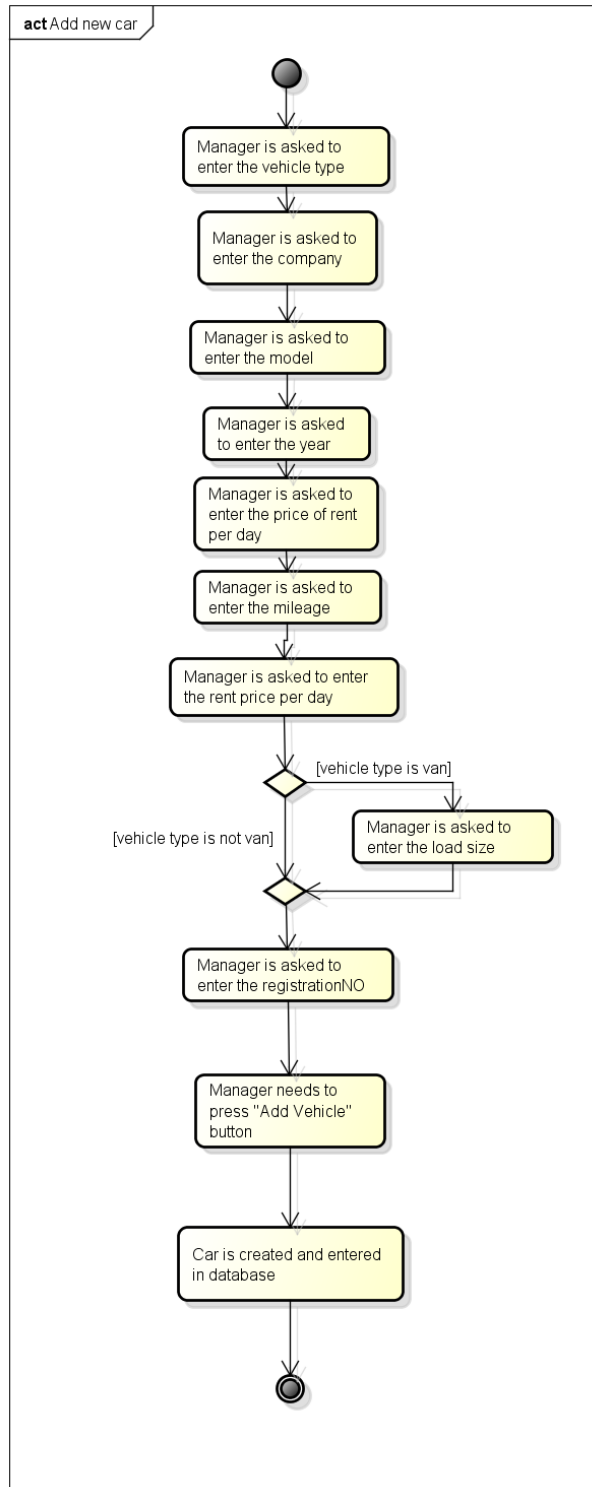 act Add new car
Manager is asked to
enter the vehicle type
Manager is asked to
enter the company
Manager is asked to
enter the model
Manager is asked
to enter the year
Manager is asked to
enter the price of rent
per day
Manager is asked to
enter the mileage
Manager is asked to enter
the rent price per day
[vehicle type is van]
Manager is asked to
enter the load size
[vehicle type is not van]
Manager is asked to
enter the registrationNO
Manager needs to
press "Add Vehicle"
button
Car is created and entered
in database